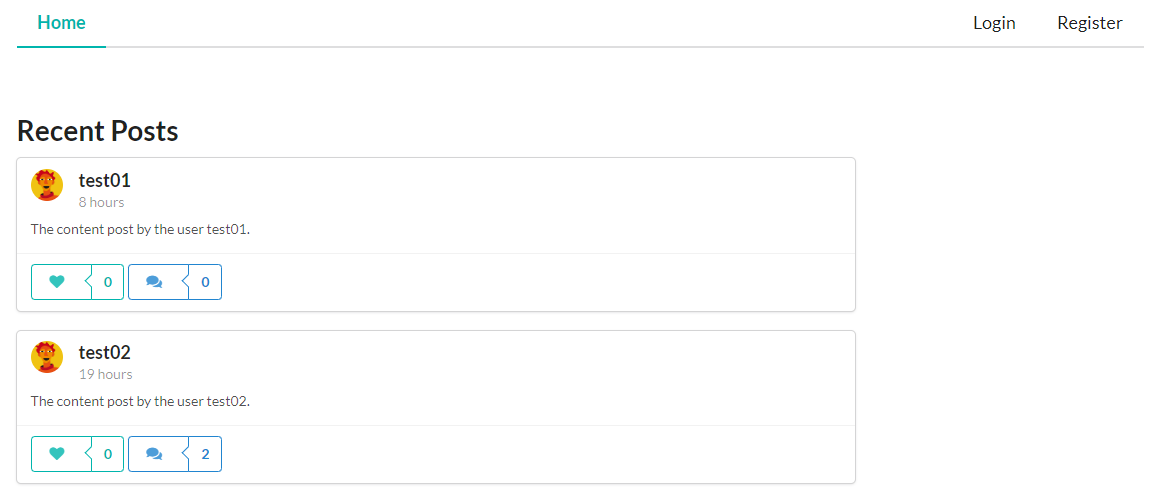 Home Login Register
Recent Posts
test01
8 hours
The content post by the user test01.
0 0
test02
19 hours
The content post by the user test02.
0 2